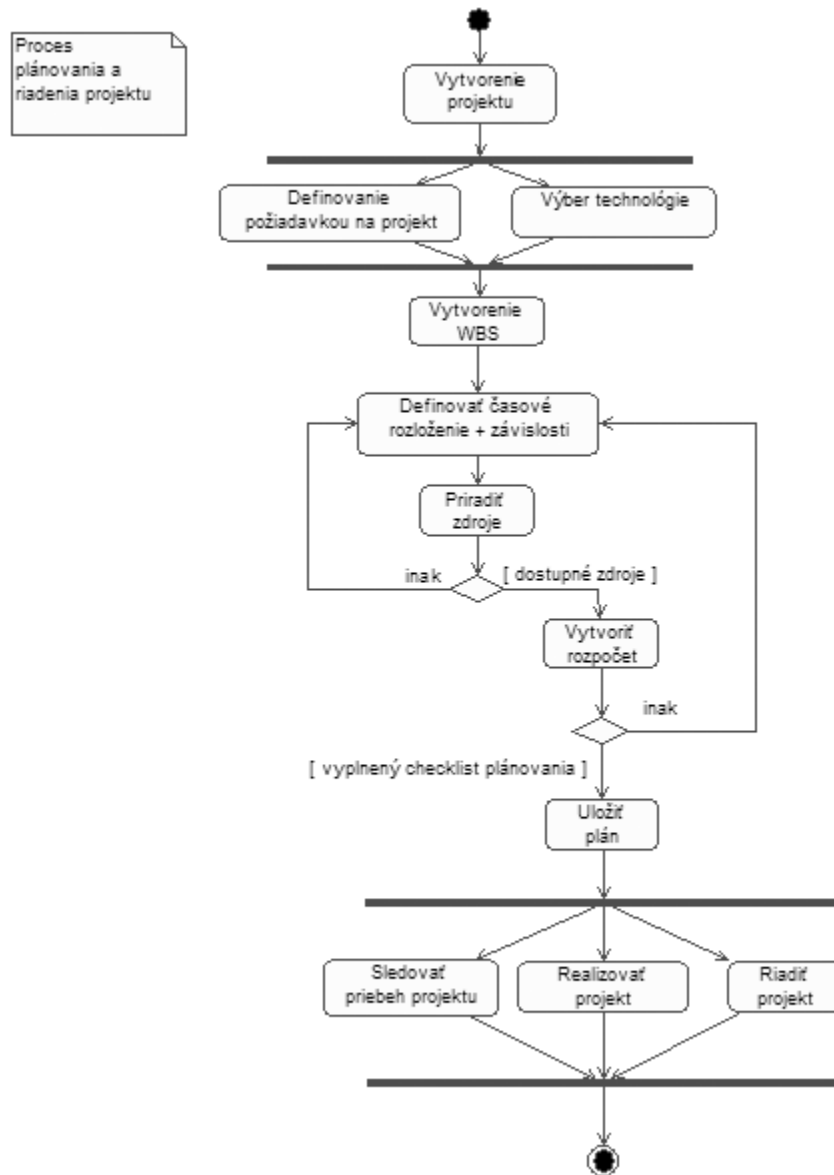 Proces
plánovania a
riadenia projektu
Vytvorenie
projektu
Definovanie
požiadavkou na projekt
Výber technológie
Vytvorenie
WBS
Definovať časové
rozloženie + závislosti
Priradiť
zdroje
inak
[ dostupné zdroje ]
Vytvoriť
rozpočet
inak
[ vyplnený checklist plánovania ]
Uložiť
plán
Sledovať
priebeh projektu
Realizovať
projekt
Riadiť
projekt